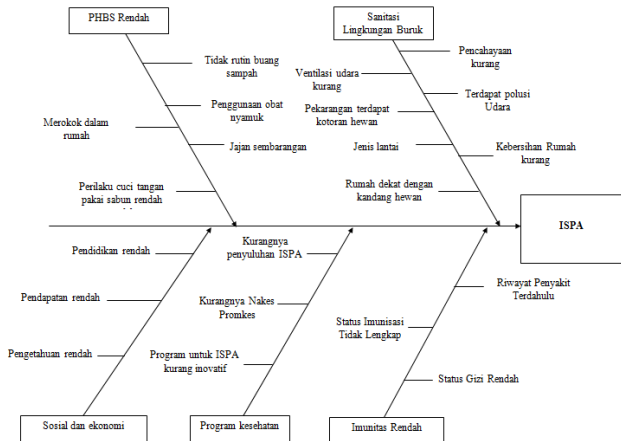 PHBS Rendah
Sanitasi
Lingkungan Buruk
Tidak rutin buang
sampah
Penggunaan obat
nyamuk
Merokok dalam
rumah
Jajan sembarangan
Perilaku cuci tangan
pakai sabun rendah
Pencahayaan
kurang
Ventilasi udara
kurang
Terdapat polusi
Udara
Pekarangan terdapat
kotoran hewan
Jenis lantai
Kebersihan Rumah
kurang
Rumah dekat dengan
kandang hewan
ISPA
Pendidikan rendah
Pendapatan rendah
Pengetahuan rendah
Kurangnya
penyuluhan ISPA
Kurangnya Nakes
Promkes
Program untuk ISPA
kurang inovatif
Riwayat Penyakit
Terdahulu
Status Imunisasi
Tidak Lengkap
Status Gizi Rendah
Sosial dan ekonomi
Program kesehatan
Imunitas Rendah